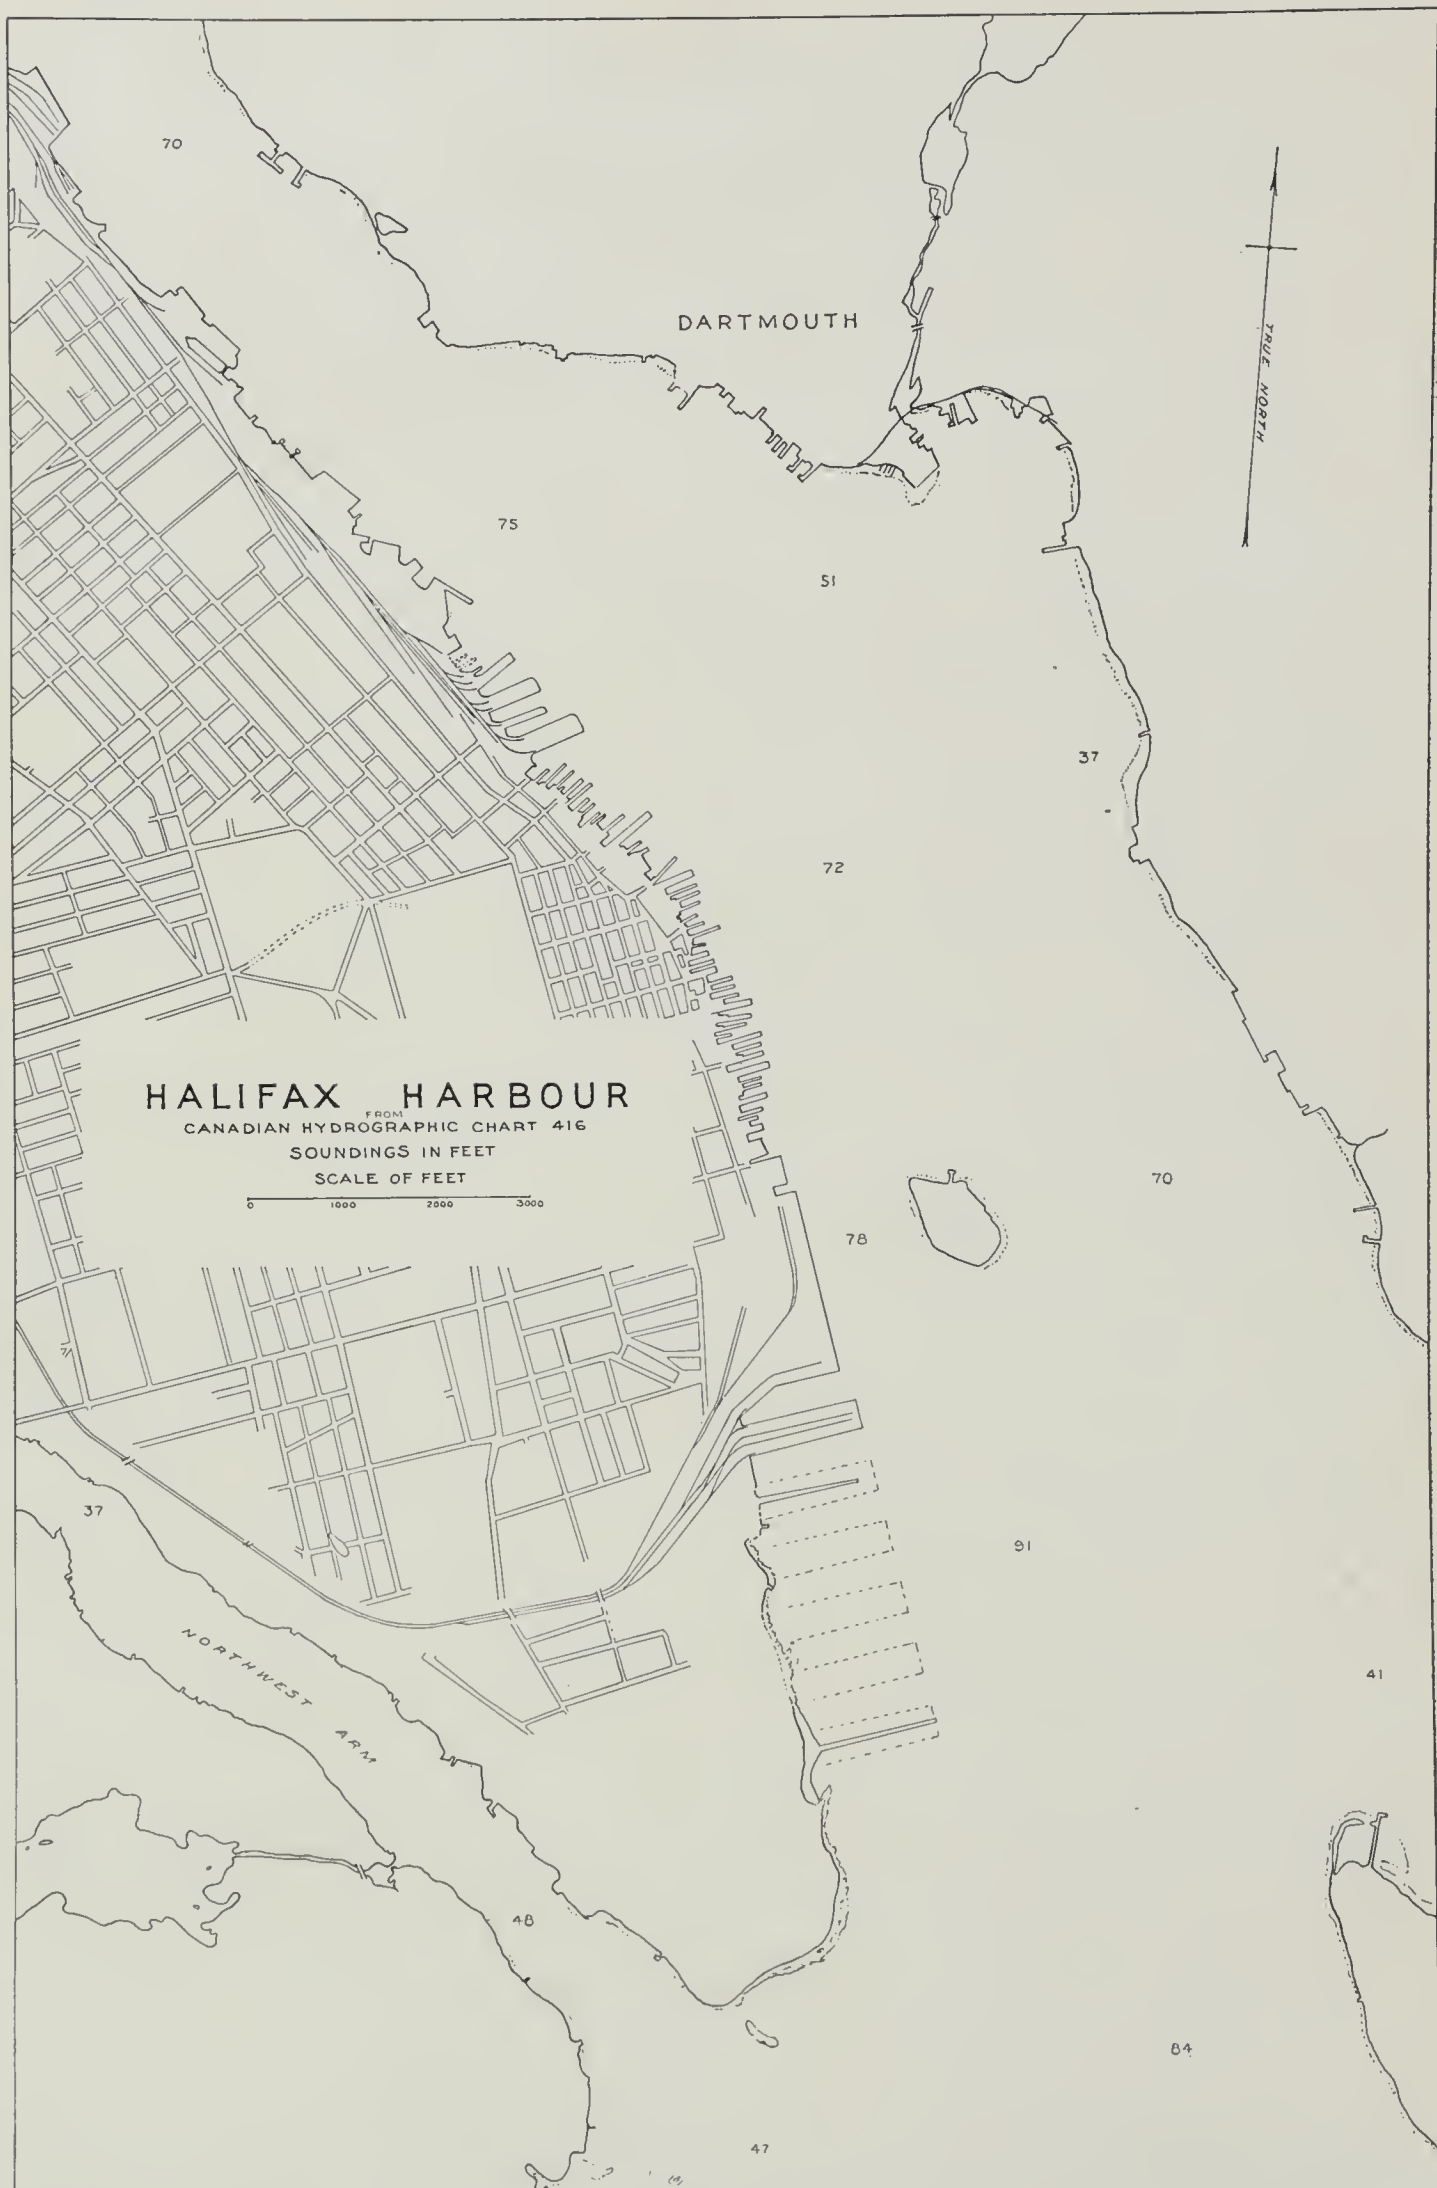 70
DARTMOUTH
TRUE NORTH
75
51
37
72
HALIFAX HARBOUR
FROM
CANADIAN HYDROGRAPHIC CHART 416
SOUNDINGS IN FEET
SCALE OF FEET
0 1000 2000 3000
70
78
37
91
NORTHWEST ARM
41
48
84
47